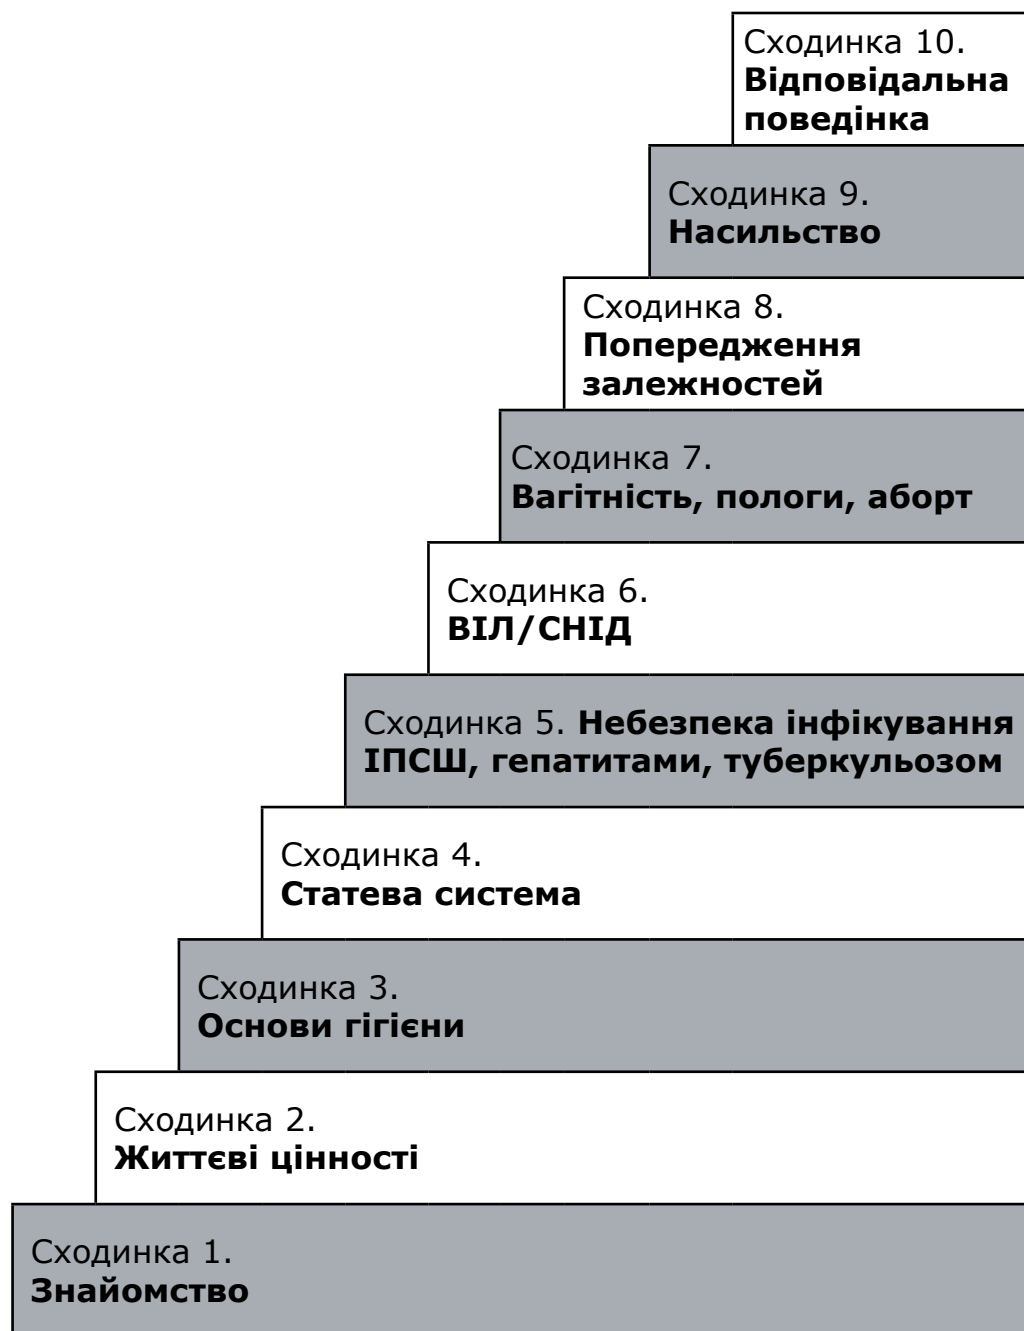 Сходинка 10.
Відповідальна
поведінка
Сходинка 9.
Насильство
Сходинка 8.
Попередження
залежностей
Сходинка 7.
Вагітність, пологи, аборт
Сходинка 6.
ВІЛ/СНІД
Сходинка 5. Небезпека інфікування
ІПСШ, гепатитами, туберкульозом
Сходинка 4.
Статева система
Сходинка 3.
Основи гігієни
Сходинка 2.
Життєві цінності
Сходинка 1.
Знайомство